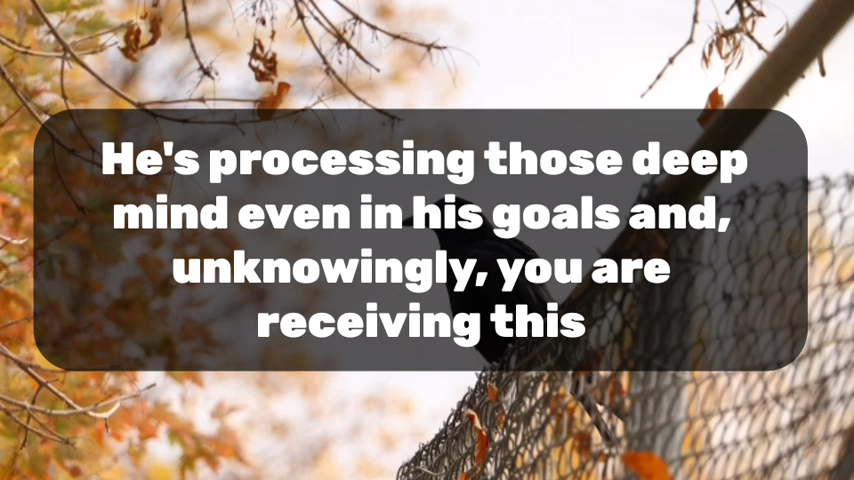 He's processing those deep
mind even in his goals and,
unknowingly, you are
receiving this